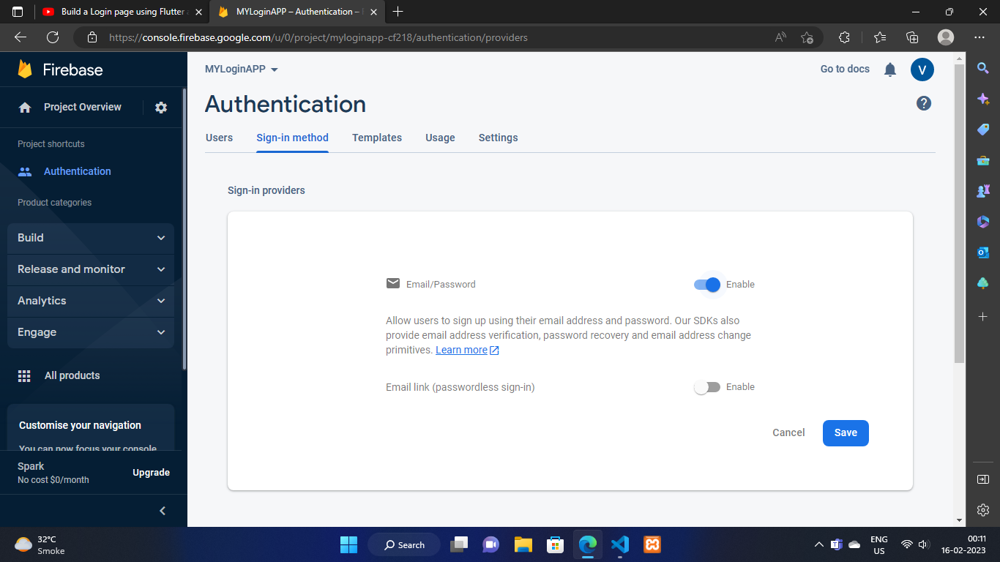 Build a Login page using Flutter a
MYLoginAPP – Authentication – F
https://console.firebase.google.com/u/0/project/myloginapp-cf218/authentication/providers
Firebase
Project Overview
Project shortcuts
Authentication
Product categories
Build
Release and monitor
Analytics
Engage
All products
Customise your navigation
You can now focus your console
Spark
No cost $0/month
Upgrade
MYLoginAPP
Go to docs
V
Authentication
Users
Sign-in method
Templates
Usage
Settings
Sign-in providers
Email/Password
Enable
Allow users to sign up using their email address and password. Our SDKs also
provide email address verification, password recovery and email address change
primitives. Learn more
Email link (passwordless sign-in)
Enable
Cancel
Save
32°C
Smoke
Search
ENG
US
00:11
16-02-2023